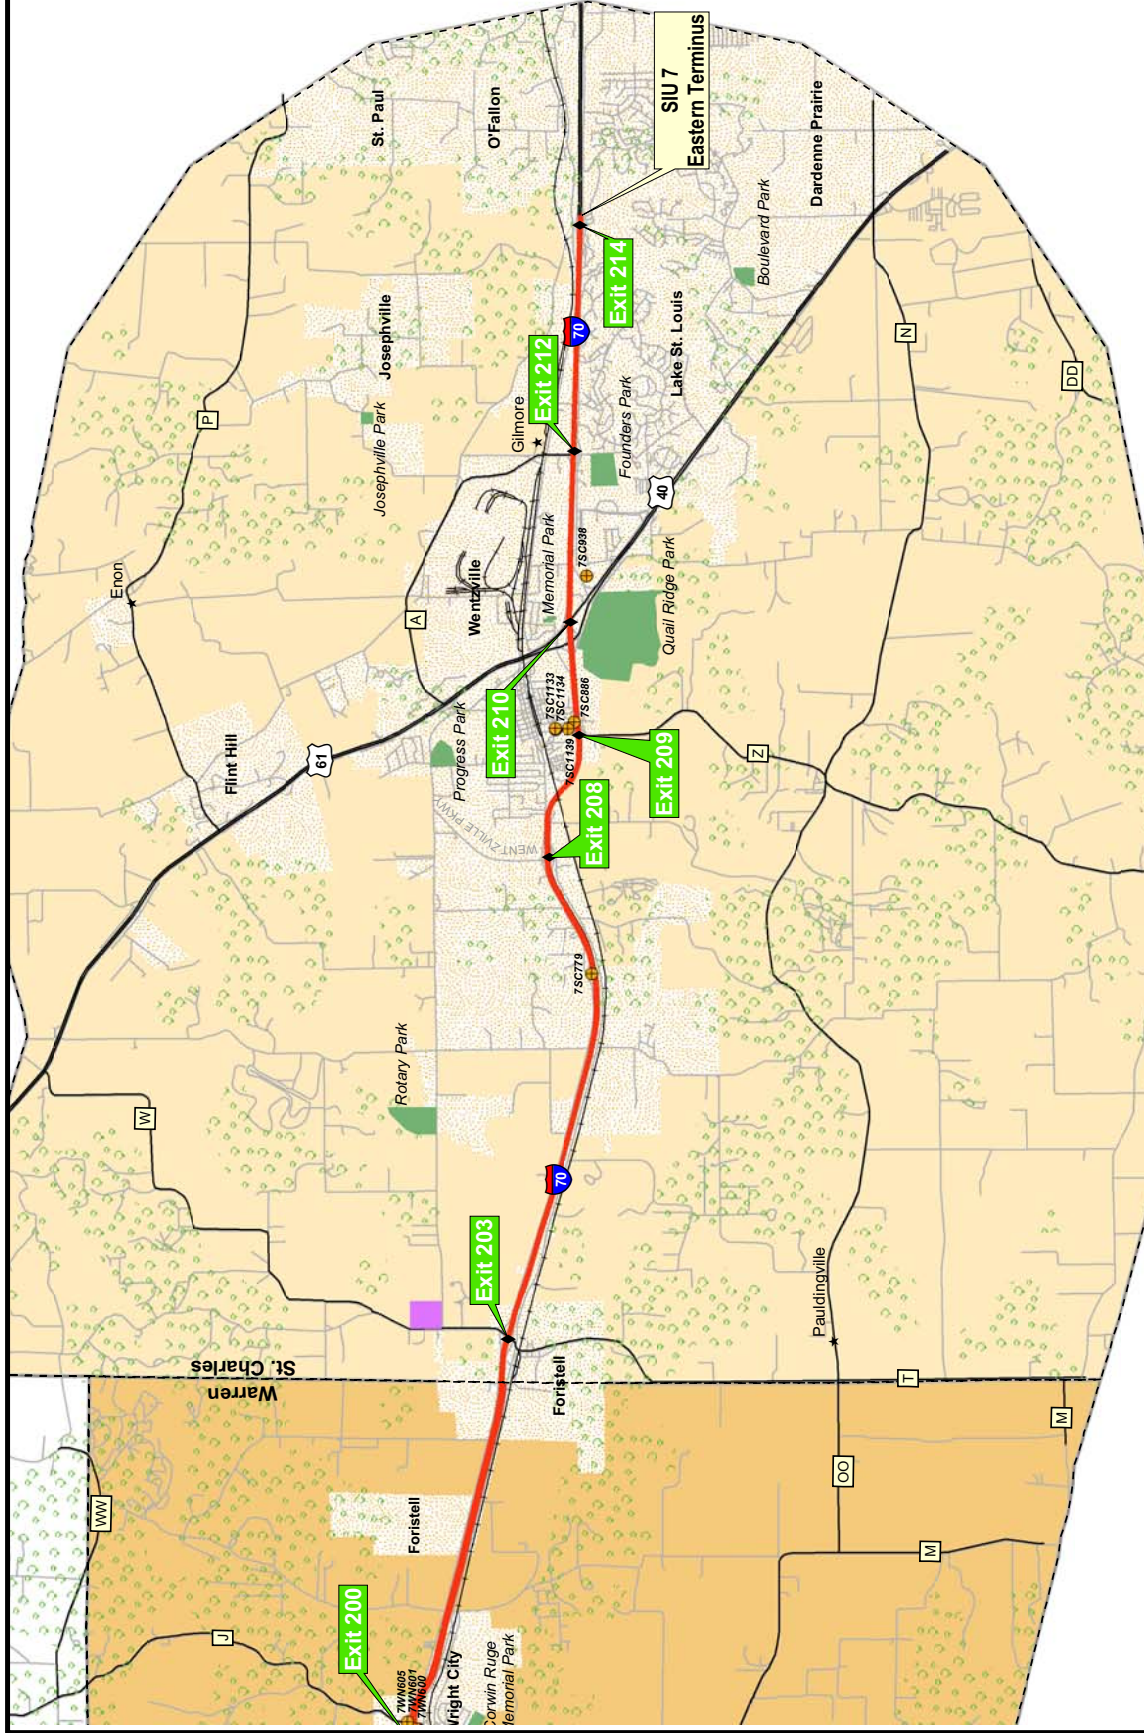 St. Paul
O'Fallon
SIU 7
Eastern Terminus
Dardenne Prairie
Boulevard Park
Josephville
Josephville Park
Gilmore
Exit 212
70
Exit 214
Lake St. Louis
Founders Park
P
N
DD
Enon
A
Wentzville
Memorial Park
7SC938
40
Quail Ridge Park
Flint Hill
61
Progress Park
Exit 210
7SC1133
7SC1134
7SC886
7SC1139
Exit 209
Z
WENTZVILLE PKWY
Exit 208
7SC779
Rotary Park
W
70
Exit 203
Pauldingville
St. Charles
Warren
Foristell
T
M
OO
WW
Foristell
M
J
Exit 200
7WN605
7WN601
7WN600
Wright City
Corwin Ruge
Memorial Park